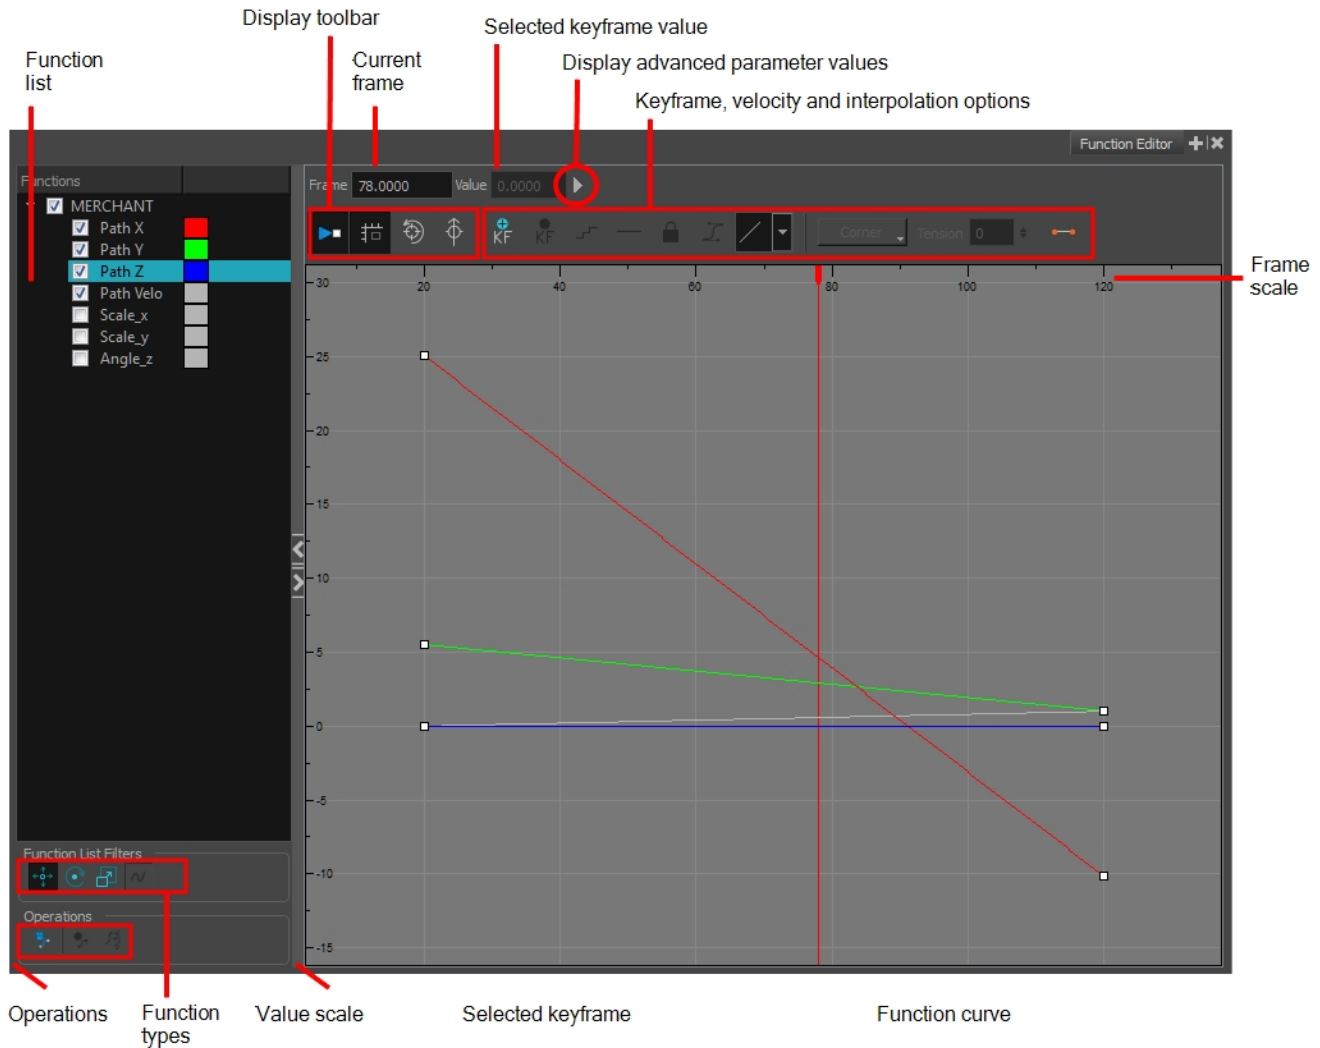 Display toolbar
Selected keyframe value
Function
list
Current
frame
Display advanced parameter values
Keyframe, velocity and interpolation options
Function Editor
Functions
Frame 78.0000 Value 0.0000
MERCHANT
Path X
Path Y
Path Z
Path Velo
Scale_x
Scale_y
Angle_z
KF KF Corner Tension 0
Frame
scale
20 40 60 80 100 120
30
25
20
15
10
5
0
-5
-10
-15
Function List Filters
Operations
Operations
Function
types
Value scale
Selected keyframe
Function curve